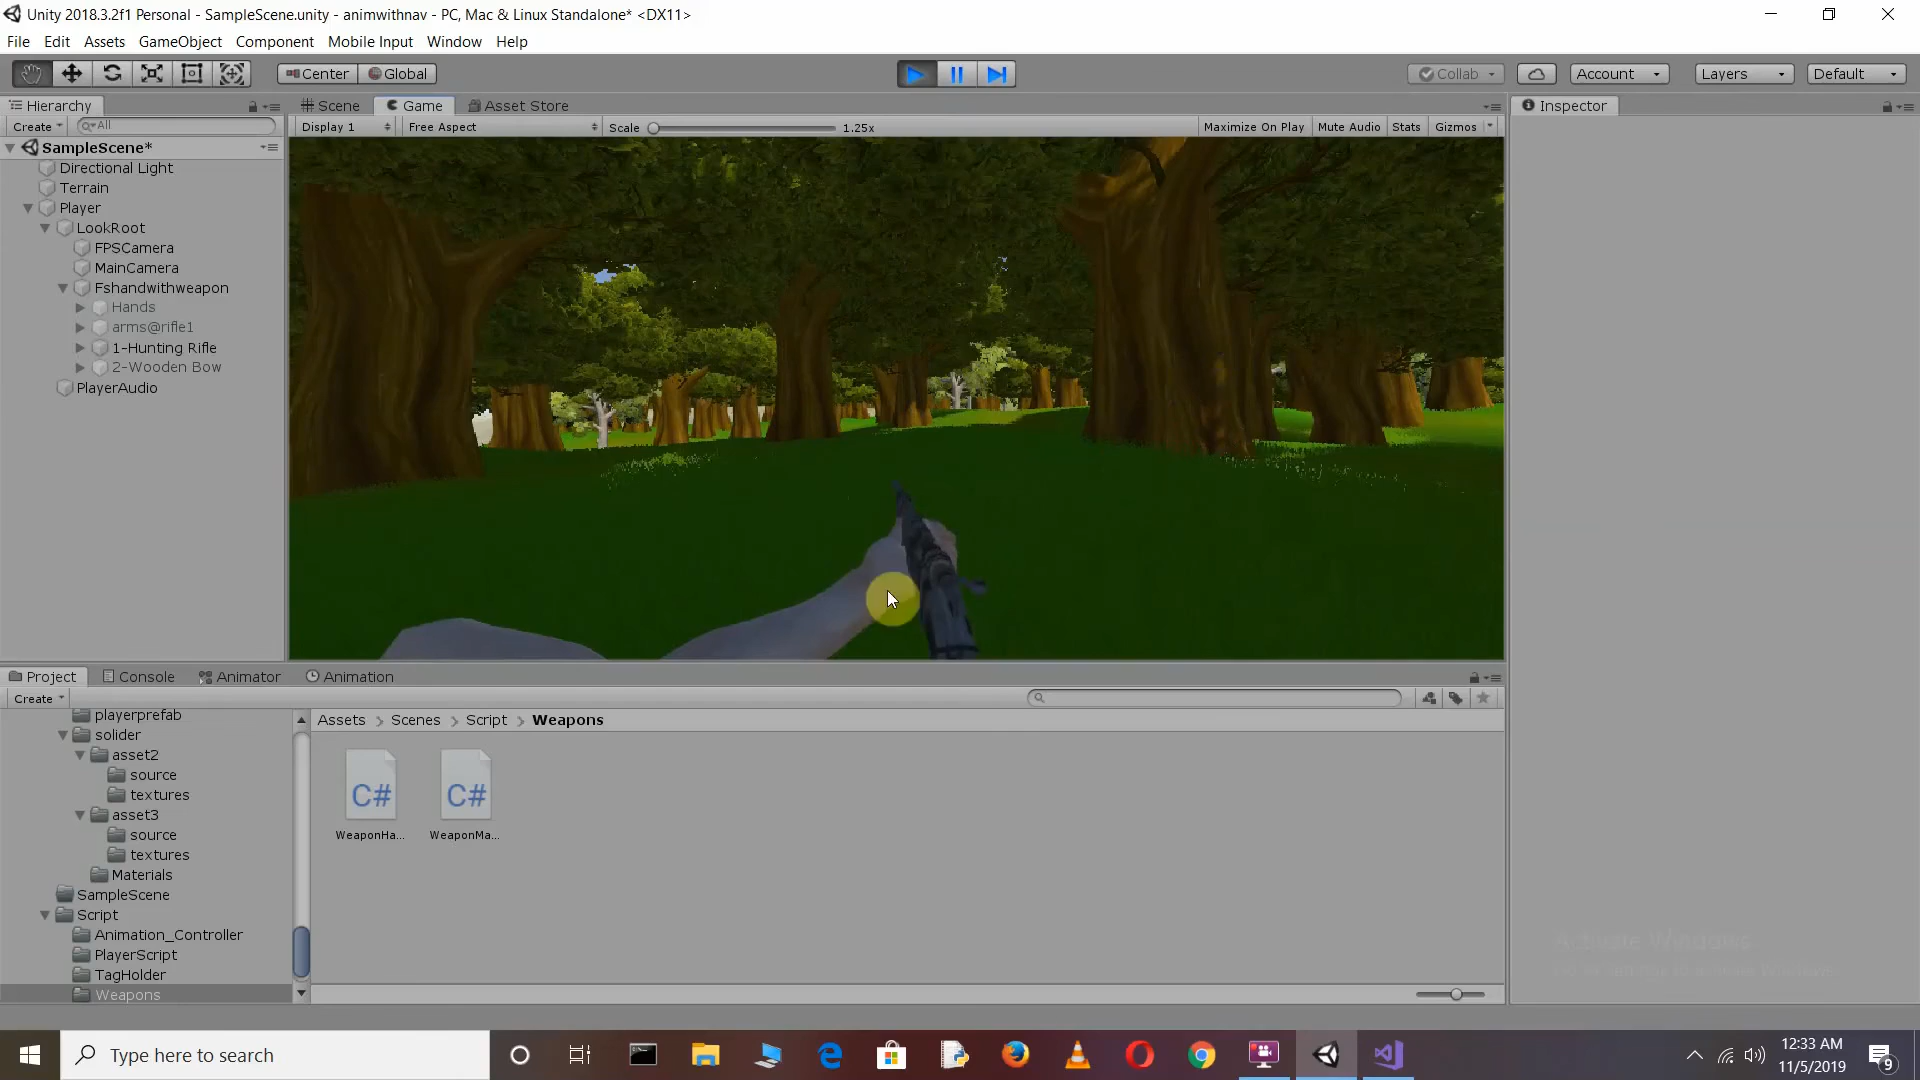 Unity 2018.3.2f1 Personal - SampleScene.unity - animwithnav - PC, Mac & Linux Standalone* <DX11>
File Edit Assets GameObject Component Mobile Input Window Help
Center Global Collab Account Layers Default
Hierarchy Scene Game Asset Store Inspector
Create All Display 1 Free Aspect Scale 1.25x Maximize On Play Mute Audio Stats Gizmos
SampleScene*
Directional Light
Terrain
Player
LookRoot
FPSCamera
MainCamera
Fshandwithweapon
Hands
arms@rifle1
1-Hunting Rifle
2-Wooden Bow
PlayerAudio
Project Console Animator Animation
Create
playerprefab
solider
asset2
source
textures
asset3
source
textures
Materials
SampleScene
Script
Animation_Controller
PlayerScript
TagHolder
Weapons
Assets > Scenes > Script > Weapons
C# C#
WeaponHa... WeaponMa...
Activate Windows
Type here to search
12:33 AM
11/5/2019
9